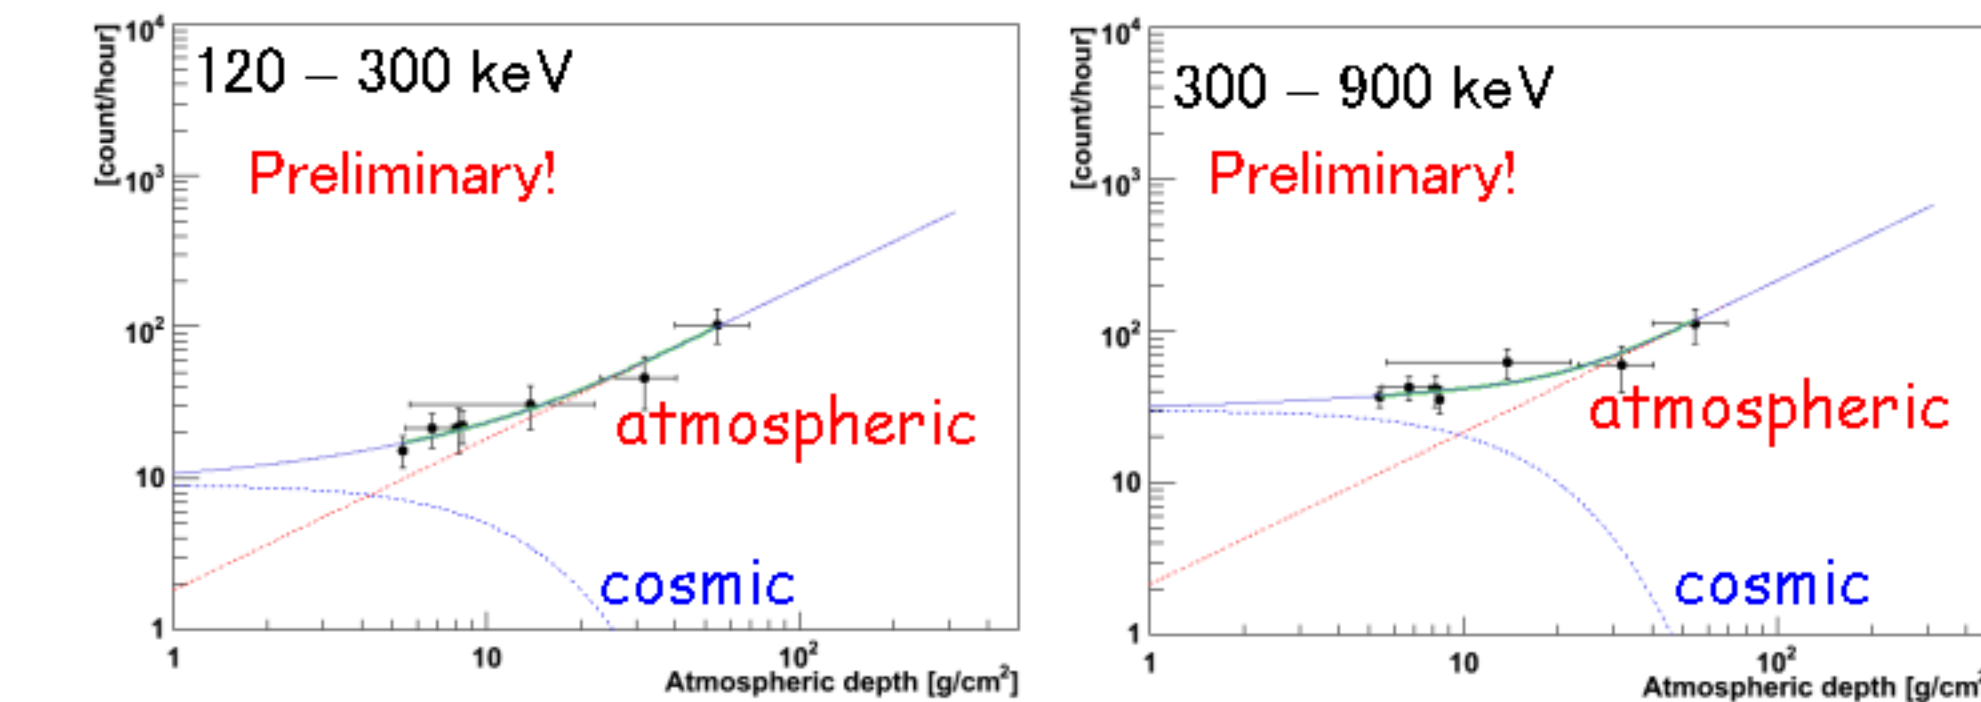 120 – 300 keV
Preliminary!
[count/hour]
10⁴
10³
10²
10
1
atmospheric
cosmic
1
10
10²
Atmospheric depth [g/cm²]
300 – 900 keV
Preliminary!
[count/hour]
10⁴
10³
10²
10
1
atmospheric
cosmic
1
10
10²
Atmospheric depth [g/cm²